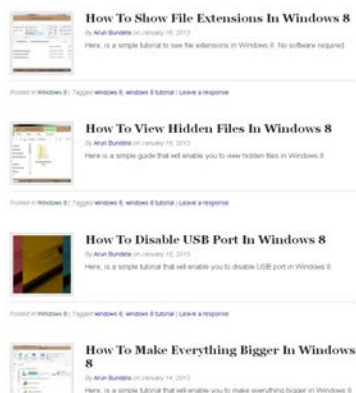 How To Show File Extensions In Windows 8
By Arun Bundela on January 16, 2013
Here, is a simple tutorial to see file extensions in Windows 8. No software required.
Posted in Windows 8 | Tagged windows 8, windows 8 tutorial | Leave a response
How To View Hidden Files In Windows 8
By Arun Bundela on January 15, 2013
Here is a simple guide that will enable you to view hidden files in Windows 8.
Posted in Windows 8 | Tagged windows 8, windows 8 tutorial | Leave a response
How To Disable USB Port In Windows 8
By Arun Bundela on January 15, 2013
Here, is a simple tutorial that will enable you to disable USB port in Windows 8.
Posted in Windows 8 | Tagged windows 8, windows 8 tutorial | Leave a response
How To Make Everything Bigger In Windows
8
By Arun Bundela on January 14, 2013
Here, is a simple tutorial that will enable you to make everything bigger in Windows 8